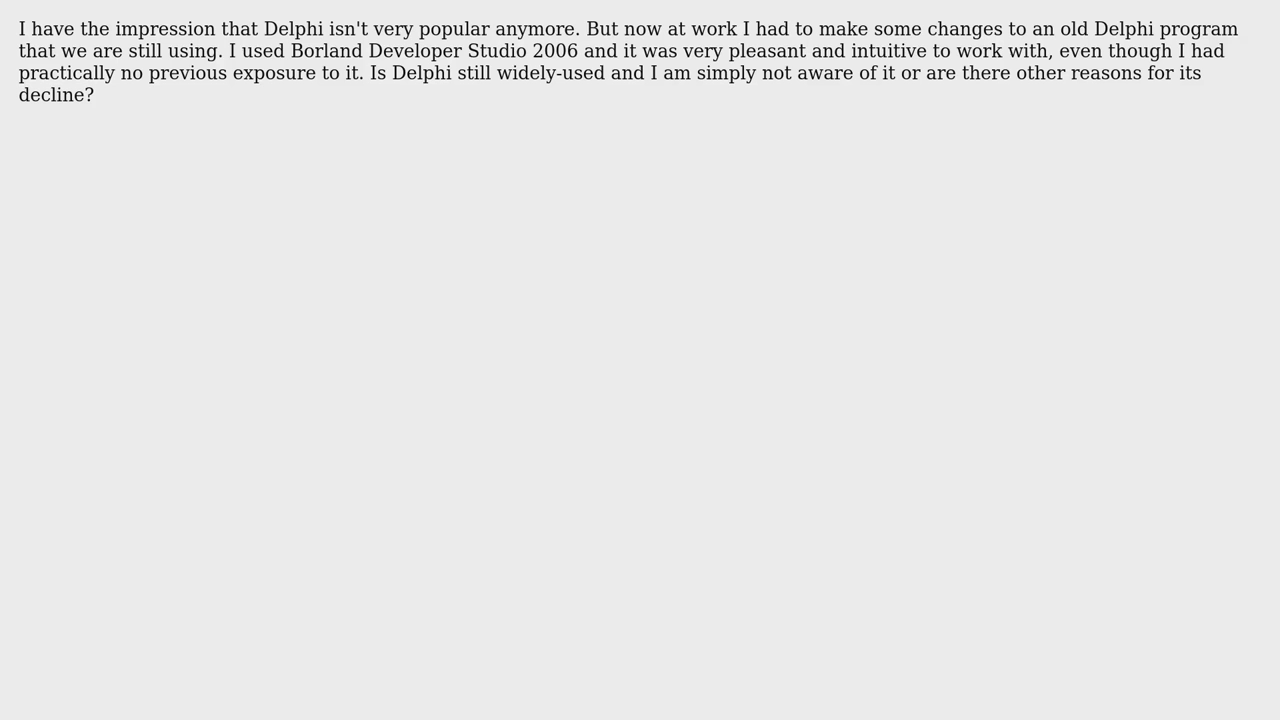 I have the impression that Delphi isn't very popular anymore. But now at work I had to make some changes to an old Delphi program
that we are still using. I used Borland Developer Studio 2006 and it was very pleasant and intuitive to work with, even though I had
practically no previous exposure to it. Is Delphi still widely-used and I am simply not aware of it or are there other reasons for its
decline?